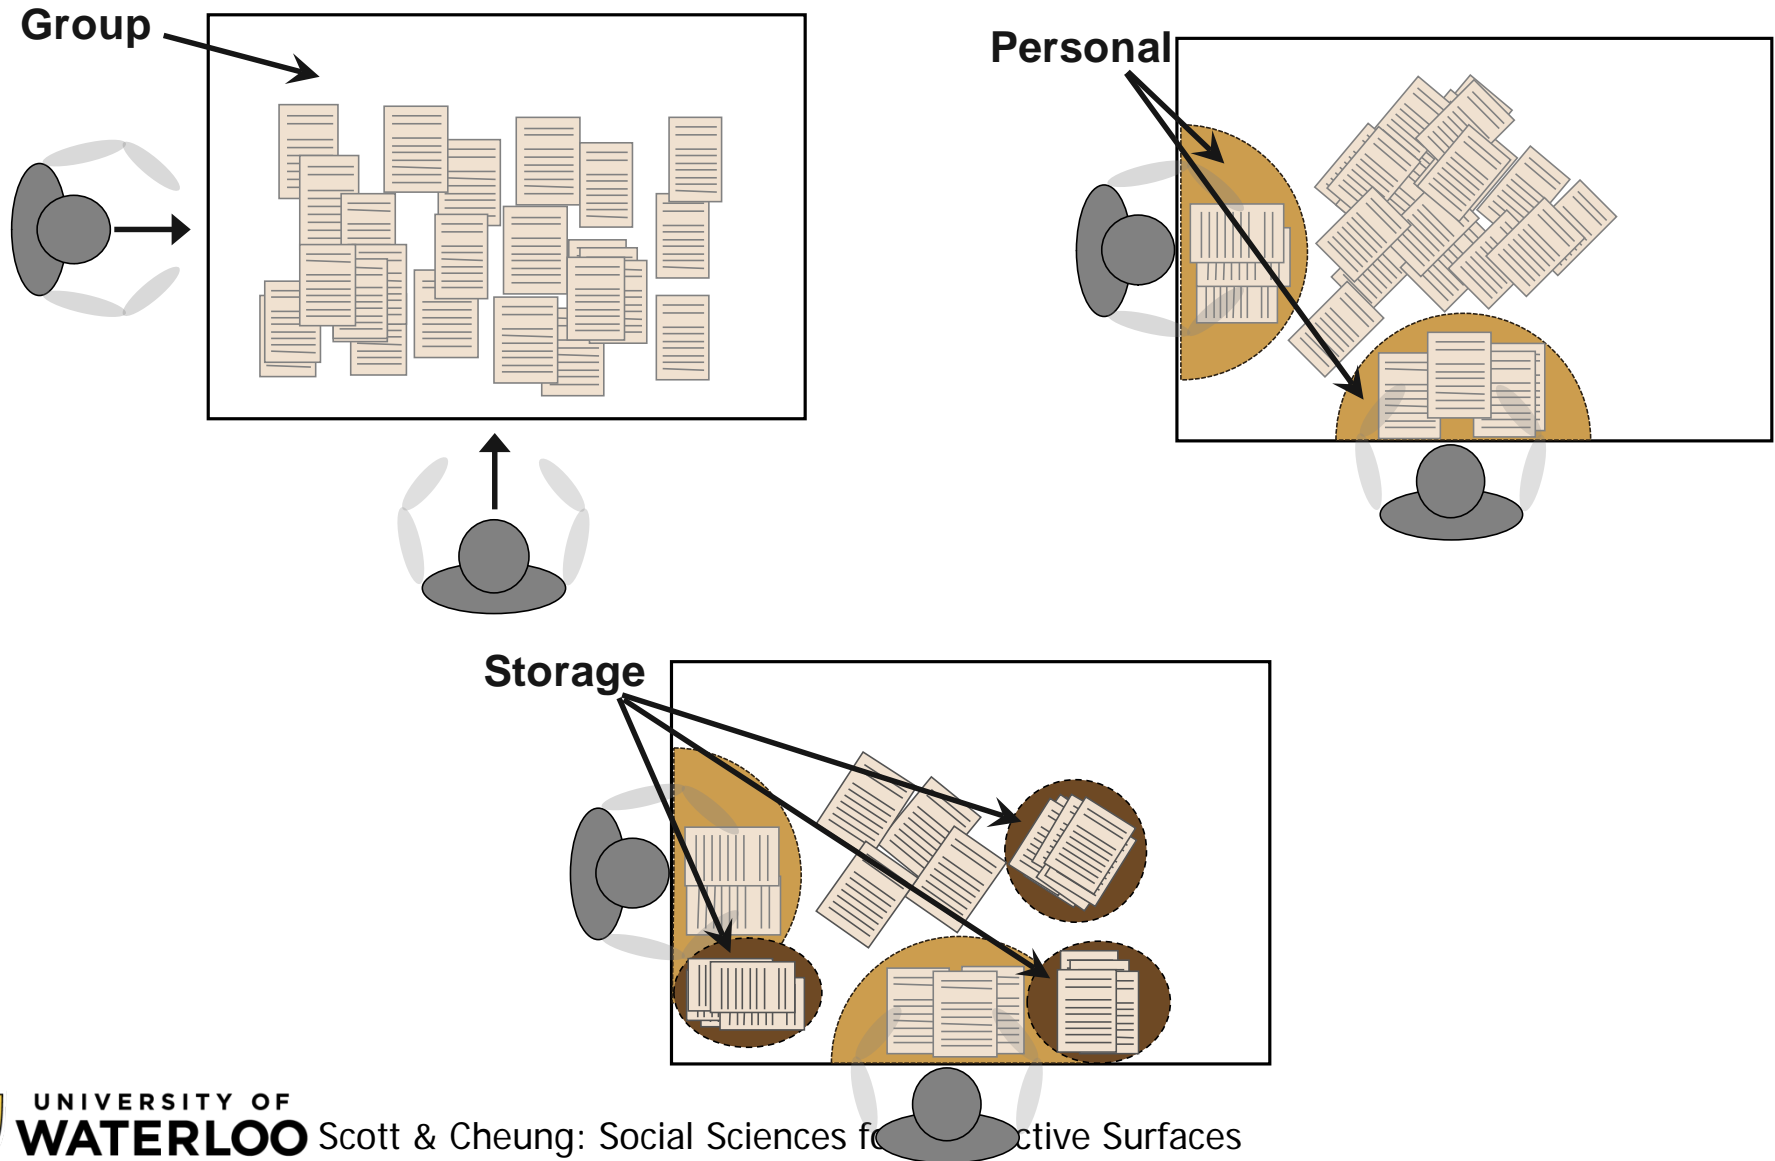 Group
Personal
Storage
UNIVERSITY OF
WATERLOO Scott & Cheung: Social Sciences ctive Surfaces